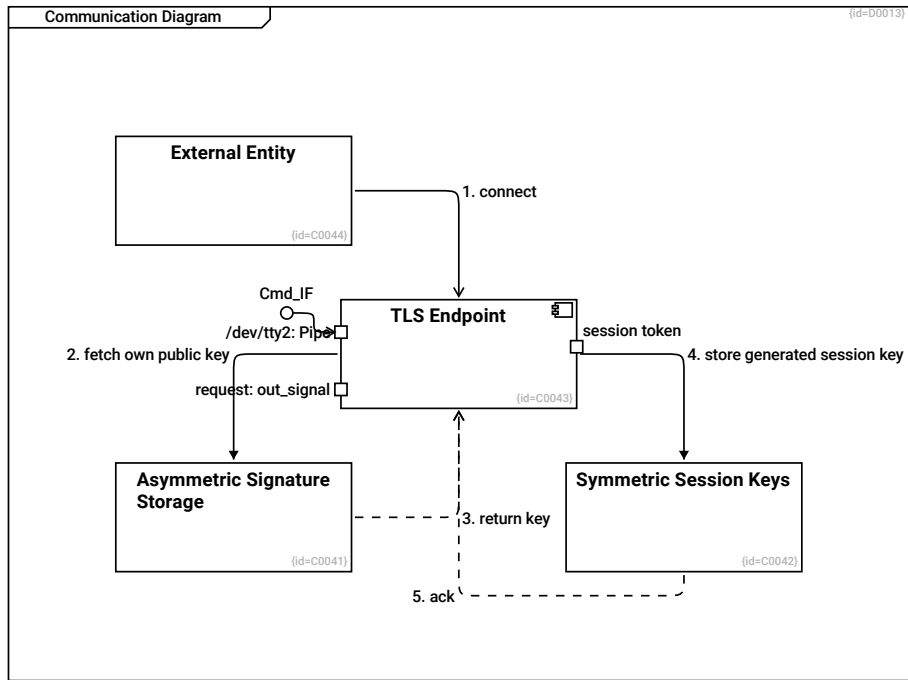 Communication Diagram
{id=D0013}
External Entity
{id=C0044}
1. connect
Cmd_IF
/dev/tty2: Pipe
TLS Endpoint
session token
2. fetch own public key
4. store generated session key
request: out_signal
{id=C0043}
Asymmetric Signature
Storage
{id=C0041}
3. return key
Symmetric Session Keys
{id=C0042}
5. ack